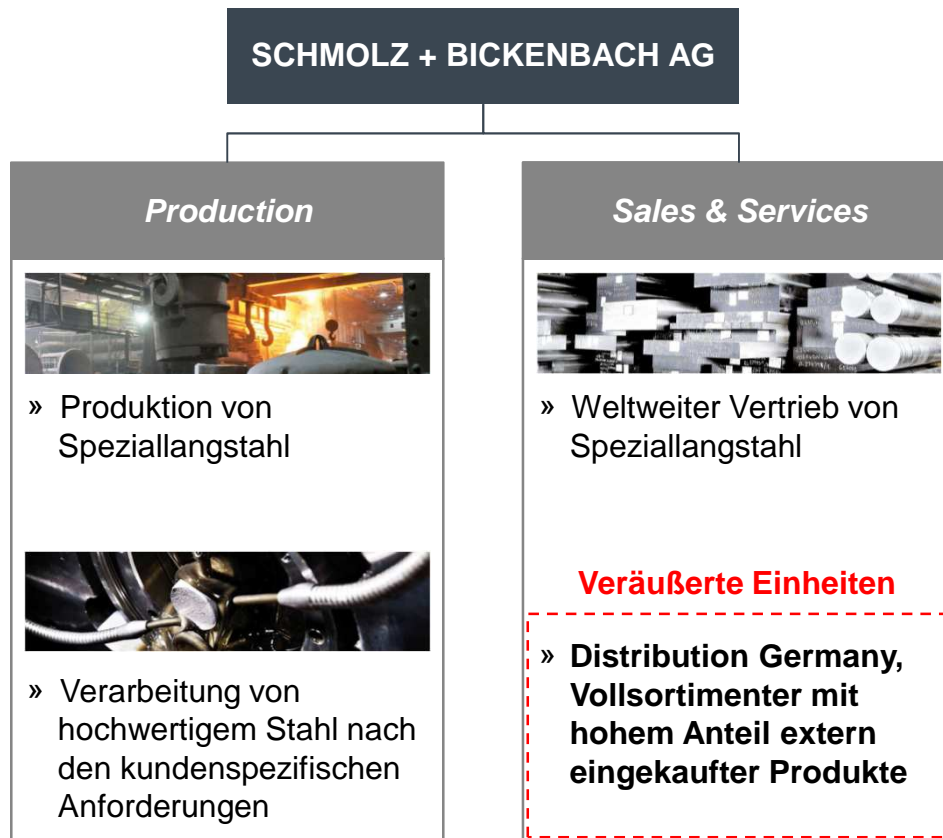 SCHMOLZ + BICKENBACH AG
Production
» Produktion von
Speziallangstahl
» Verarbeitung von
hochwertigem Stahl nach
den kundenspezifischen
Anforderungen
Sales & Services
» Weltweiter Vertrieb von
Speziallangstahl
Veräußerte Einheiten
» Distribution Germany,
Vollsortimenter mit
hohem Anteil extern
eingekaufter Produkte